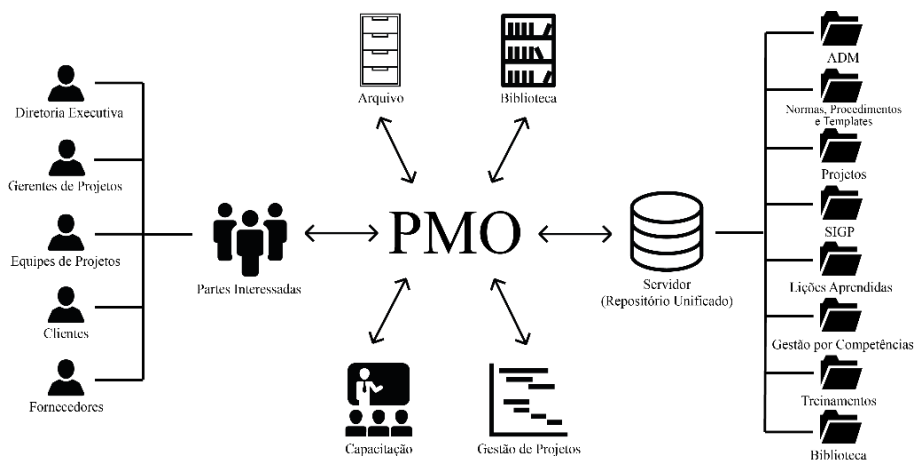 Diretoria Executiva
Gerentes de Projetos
Equipes de Projetos
Clientes
Fornecedores
Partes Interessadas
Arquivo
Biblioteca
PMO
Capacitação
Gestão de Projetos
Servidor
(Repositório Unificado)
ADM
Normas, Procedimentos
e Templates
Projetos
SIGP
Lições Aprendidas
Gestão por Competências
Treinamentos
Biblioteca